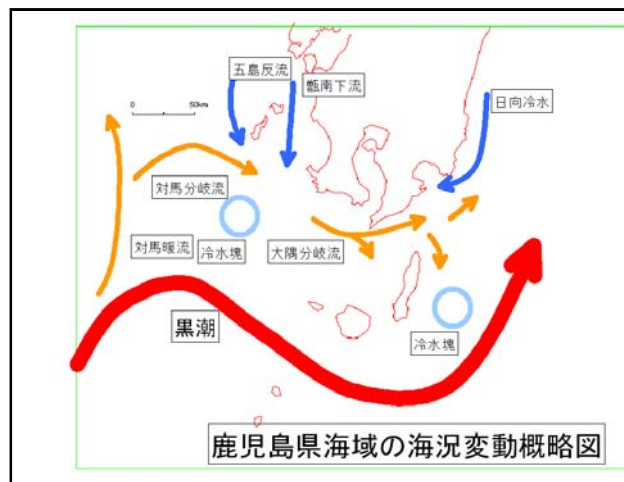 五島反流
甑南下流
日向冷水
0 50km
対馬分岐流
対馬暖流
冷水塊
大隅分岐流
黒潮
冷水塊
鹿児島県海域の海況変動概略図